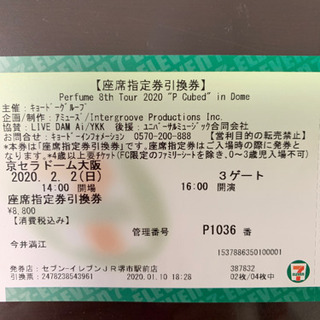 【座席指定券引換券】
Perfume 8th Tour 2020 "P Cubed" in Dome
主催:キョードーグループ
企画/制作:アミューズ/Intergroove Productions Inc.
協賛:LIVE DAM Ai/YKK 後援:ユニバーサルミュージック合同会社
お問合せ:キョードーインフォメーション 0570-200-888 【営利目的の転売禁止】
*本券は「座席指定券引換券」です。座席指定券はご入場時の際に発券と
なります。*4歳以上要チケット(FC限定のファミリーシートを除き、0~3歳児入場不可)
京セラドーム大阪 3ゲート
2020. 2. 2(日)
14:00 開場 16:00 開演
座席指定券引換券
¥8,800
【消費税込み】
管理番号 P1036 番
今井満江
1537886350100001
発券店:セブン-イレブンJR堺市駅前店 387832
引換票:2478238543961 2020.01.10 18:28 02枚/04枚中